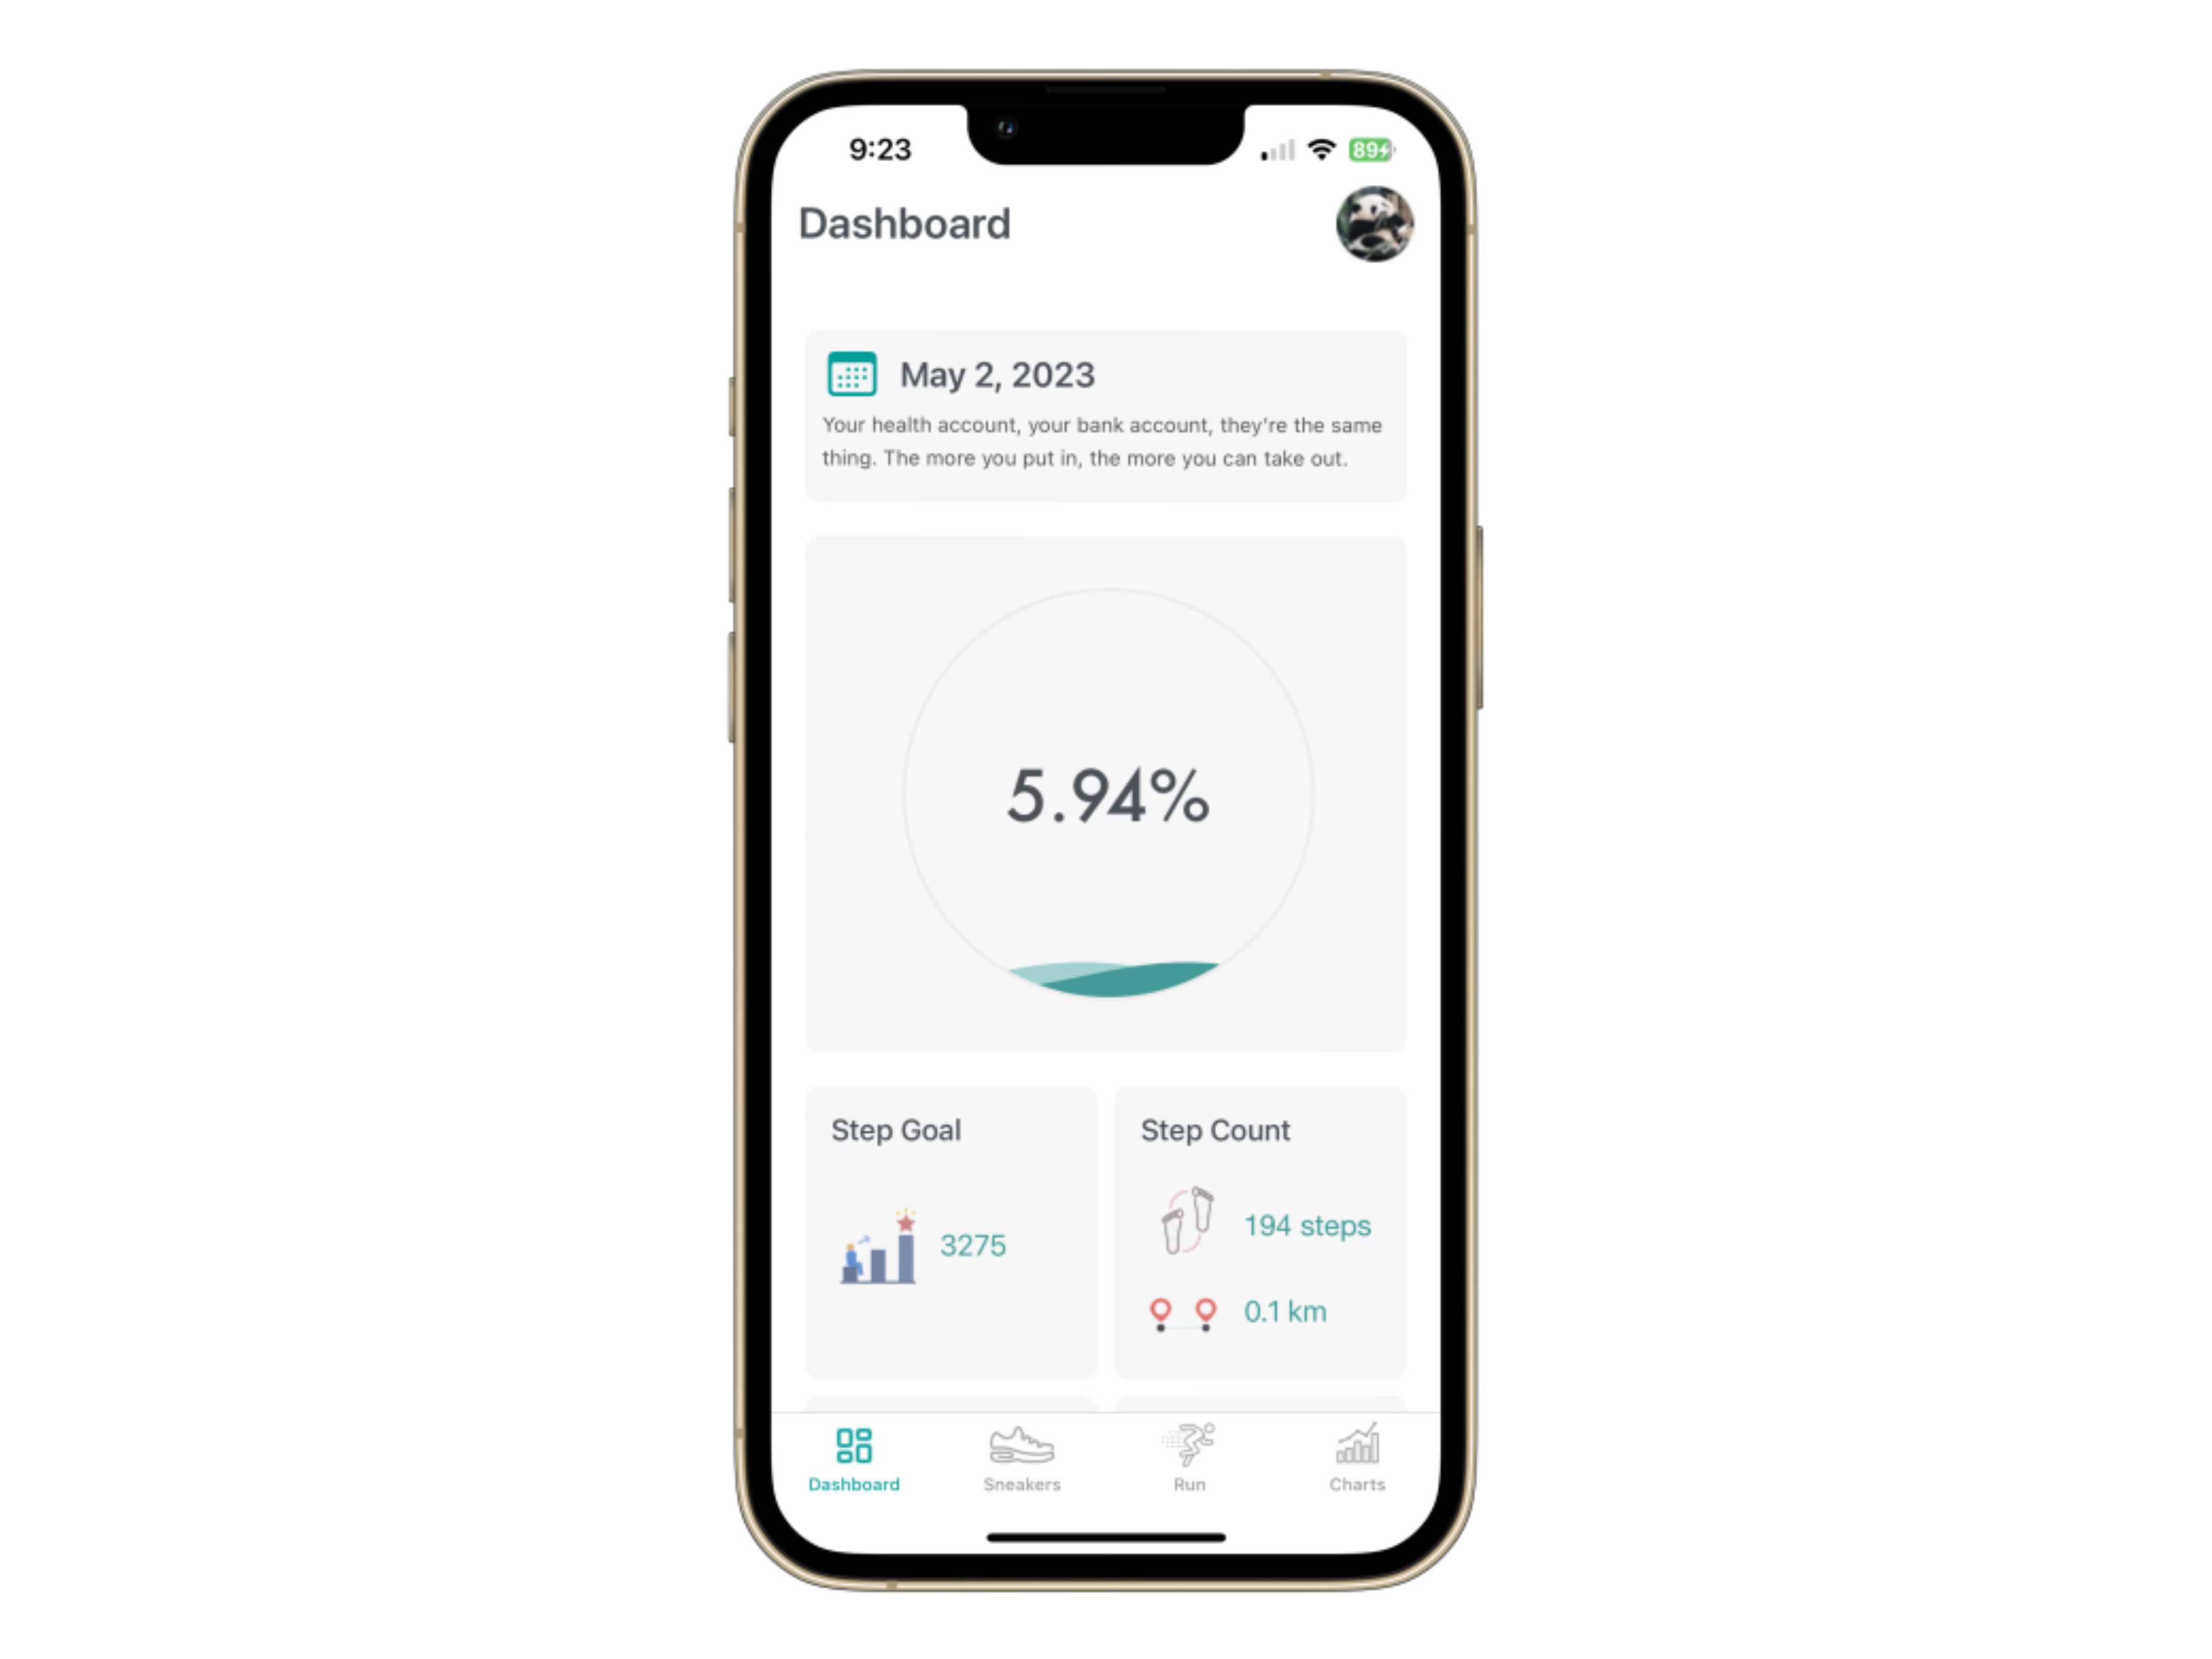 9:23
89
Dashboard
May 2, 2023
Your health account, your bank account, they're the same
thing. The more you put in, the more you can take out.
5.94%
Step Goal
3275
Step Count
194 steps
0.1 km
Dashboard
Sneakers
Run
Charts